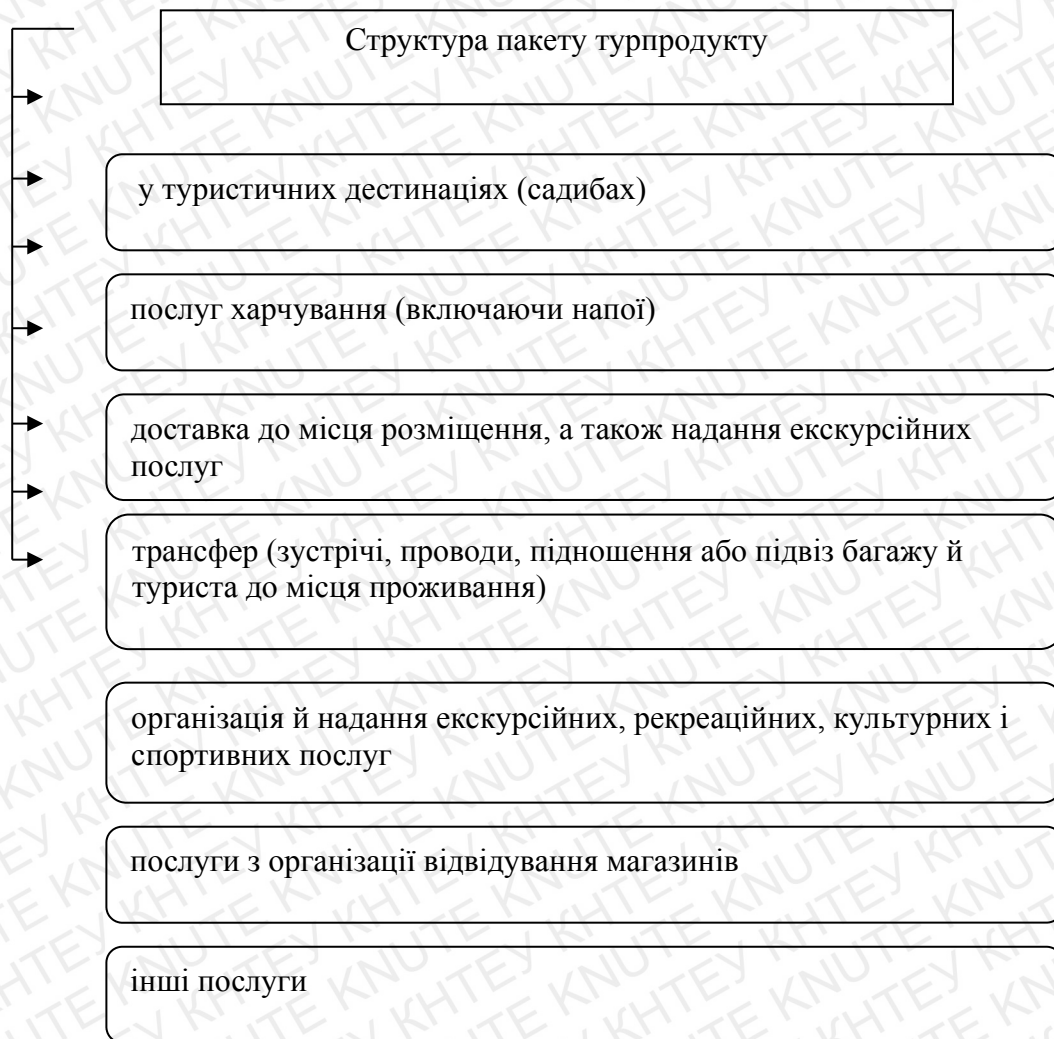 Структура пакету турпродукту
у туристичних дестинаціях (садибах)
послуг харчування (включаючи напої)
доставка до місця розміщення, а також надання екскурсійних
послуг
трансфер (зустрічі, проводи, підношення або підвіз багажу й
туриста до місця проживання)
організація й надання екскурсійних, рекреаційних, культурних і
спортивних послуг
послуги з організації відвідування магазинів
інші послуги